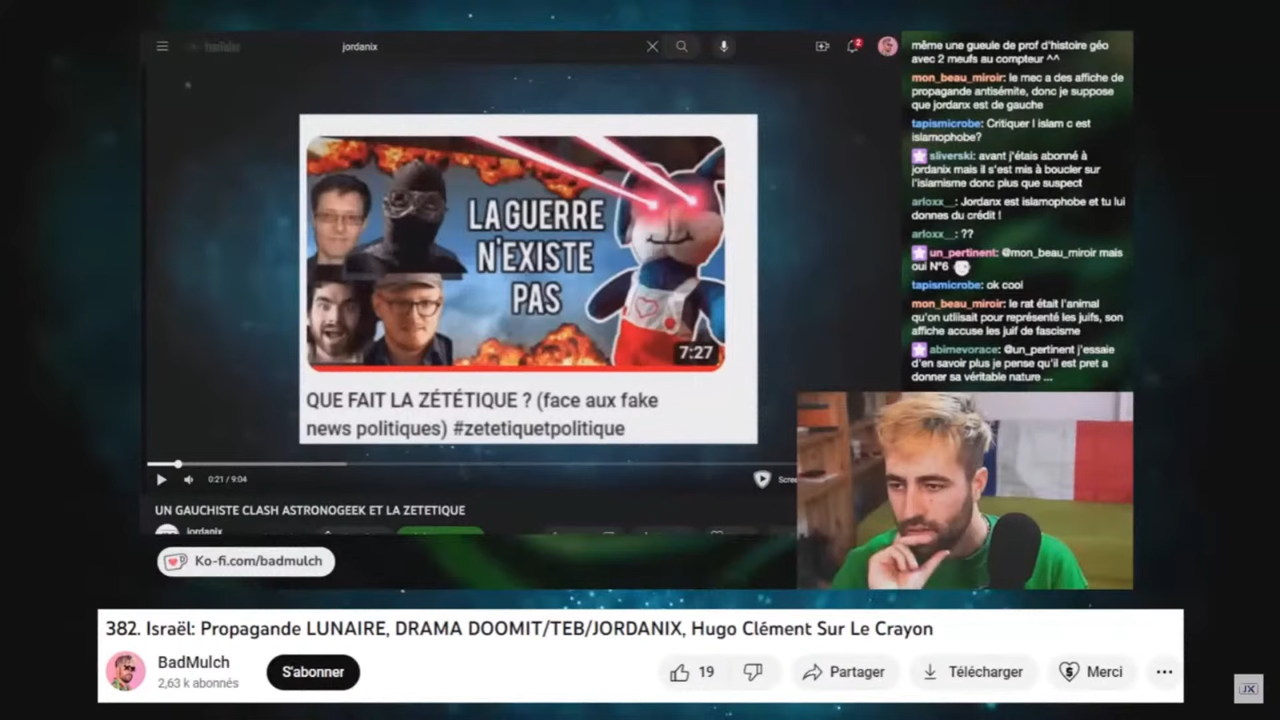 jordanix
2
LA GUERRE
N'EXISTE
PAS
7:27
QUE FAIT LA ZÉTÉTIQUE ? (face aux fake
news politiques) #zetetiquetpolitique
0:21 / 9:04
UN GAUCHISTE CLASH ASTRONOGEEK ET LA ZETETIQUE
jordanix
Ko-fi.com/badmulch
même une gueule de prof d'histoire géo
avec 2 meufs au compteur ^^
mon_beau_miroir: le mec a des affiche de
propagande antisémite, donc je suppose
que jordanx est de gauche
tapismicrobe: Critiquer l islam c est
islamophobe?
sliverski: avant j'étais abonné à
jordanix mais il s'est mis à boucler sur
l'islamisme donc plus que suspect
arloxx__: Jordanx est islamophobe et tu lui
donnes du crédit !
arloxx__: ??
un_pertinent: @mon_beau_miroir mais
oui N°6
tapismicrobe: ok cool
mon_beau_miroir: le rat était l'animal
qu'on utlisait pour représenté les juifs, son
affiche accuse les juif de fascisme
abimevorace: @un_pertinent j'essaie
d'en savoir plus je pense qu'il est pret a
donner sa véritable nature ...
382. Israël: Propagande LUNAIRE, DRAMA DOOMIT/TEB/JORDANIX, Hugo Clément Sur Le Crayon
BadMulch
2,63 k abonnés
S'abonner
19
Partager
Télécharger
Merci
JX